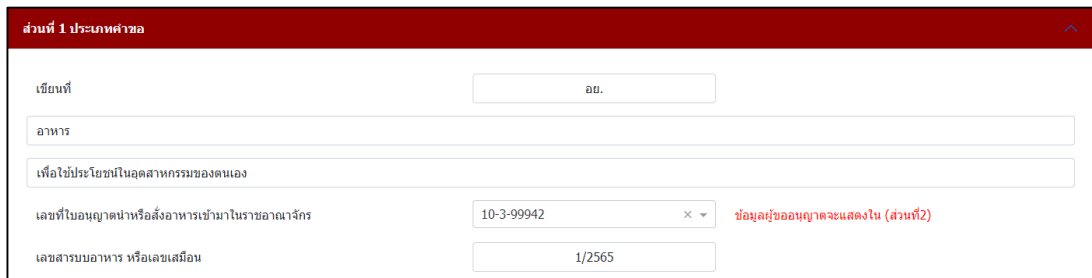 ส่วนที่ 1 ประเภทคำขอ
เขียนที่ อย.
อาหาร
เพื่อใช้ประโยชน์ในอุตสาหกรรมของตนเอง
เลขที่ใบอนุญาตนำหรือสั่งอาหารเข้ามาในราชอาณาจักร 10-3-99942 ข้อมูลผู้ขออนุญาตจะแสดงใน (ส่วนที่2)
เลขสารบบอาหาร หรือเลขเสมือน 1/2565